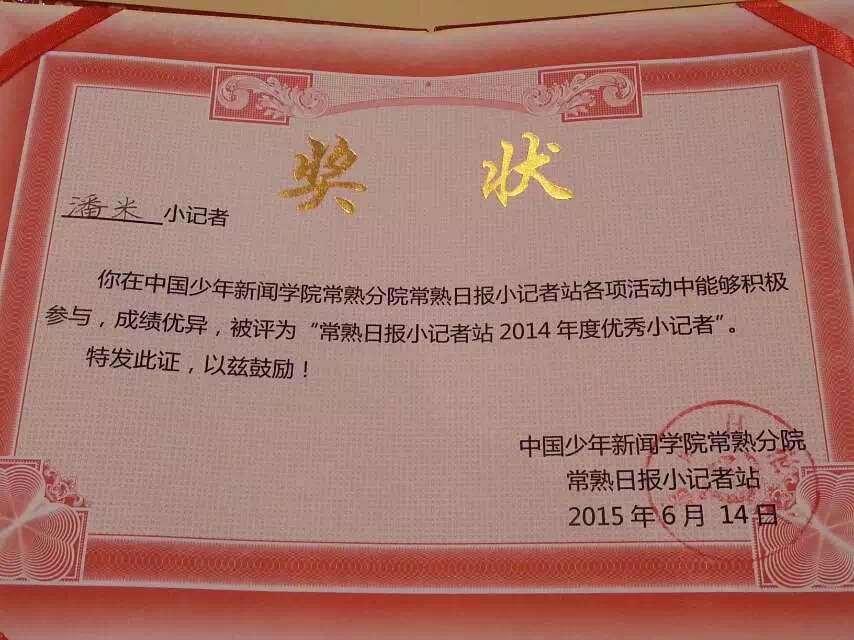 奖 状
潘米 小记者
你在中国少年新闻学院常熟分院常熟日报小记者站各项活动中能够积极
参与，成绩优异，被评为“常熟日报小记者站 2014 年度优秀小记者”。
特发此证，以兹鼓励！
中国少年新闻学院常熟分院
常熟日报小记者站
2015 年 6 月 14 日